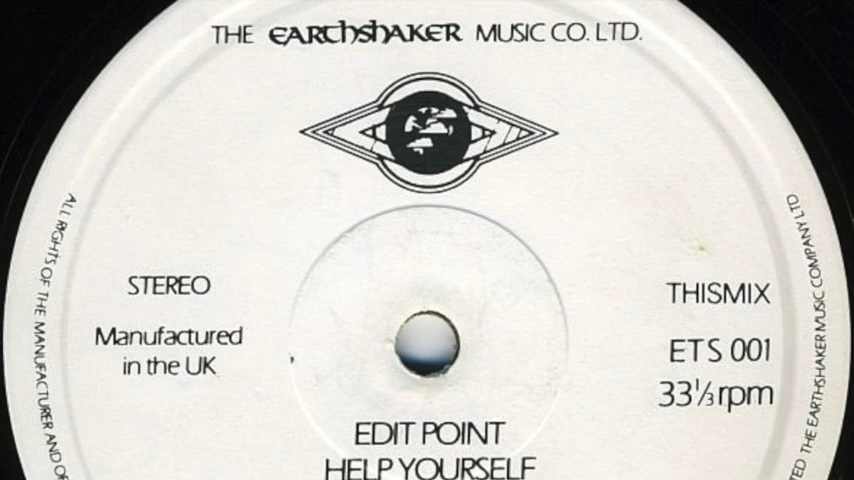 THE EARTHSHAKER MUSIC CO. LTD.
STEREO
Manufactured
in the UK
THISMIX
ETS 001
33⅓ rpm
EDIT POINT
HELP YOURSELF
ALL RIGHTS OF THE MANUFACTURER AND
THE EARTHSHAKER MUSIC COMPANY LTD